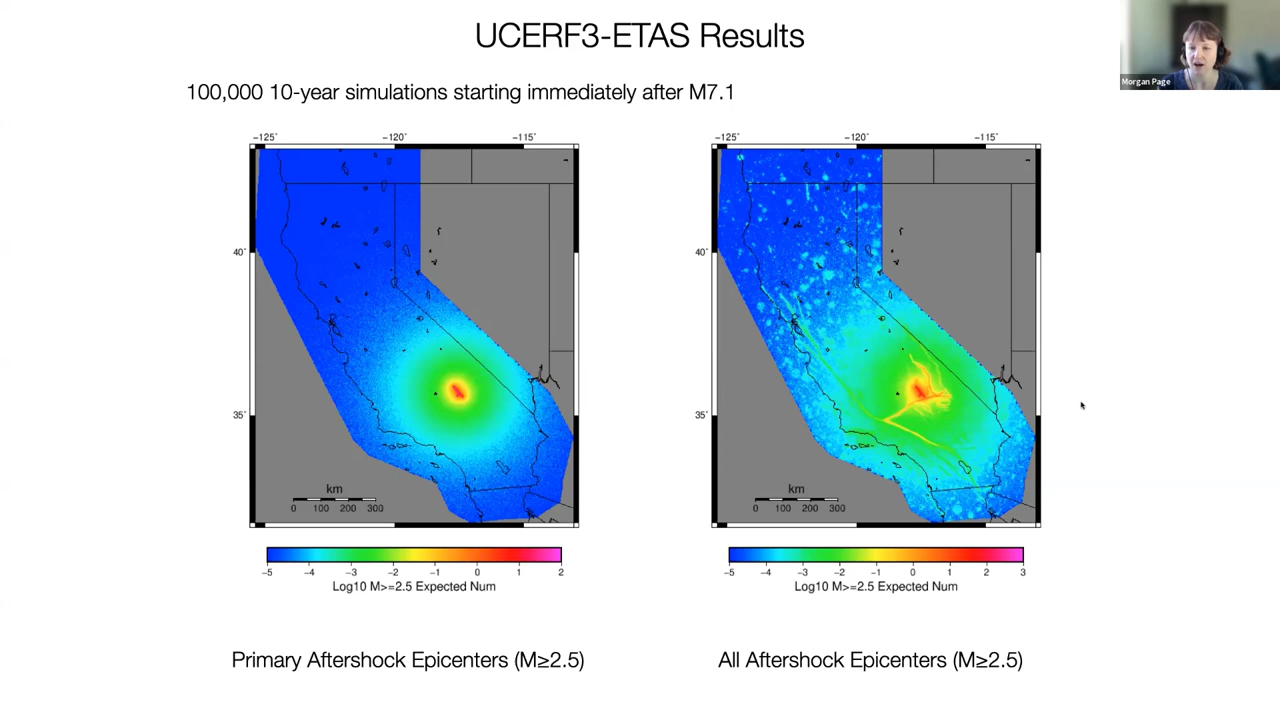 UCERF3-ETAS Results
Morgan Page
100,000 10-year simulations starting immediately after M7.1
−125° −120° −115°
40°
35°
km
0 100 200 300
−5 −4 −3 −2 −1 0 1 2
Log10 M>=2.5 Expected Num
Primary Aftershock Epicenters (M≥2.5)
−125° −120° −115°
40°
35°
km
0 100 200 300
−5 −4 −3 −2 −1 0 1 2 3
Log10 M>=2.5 Expected Num
All Aftershock Epicenters (M≥2.5)